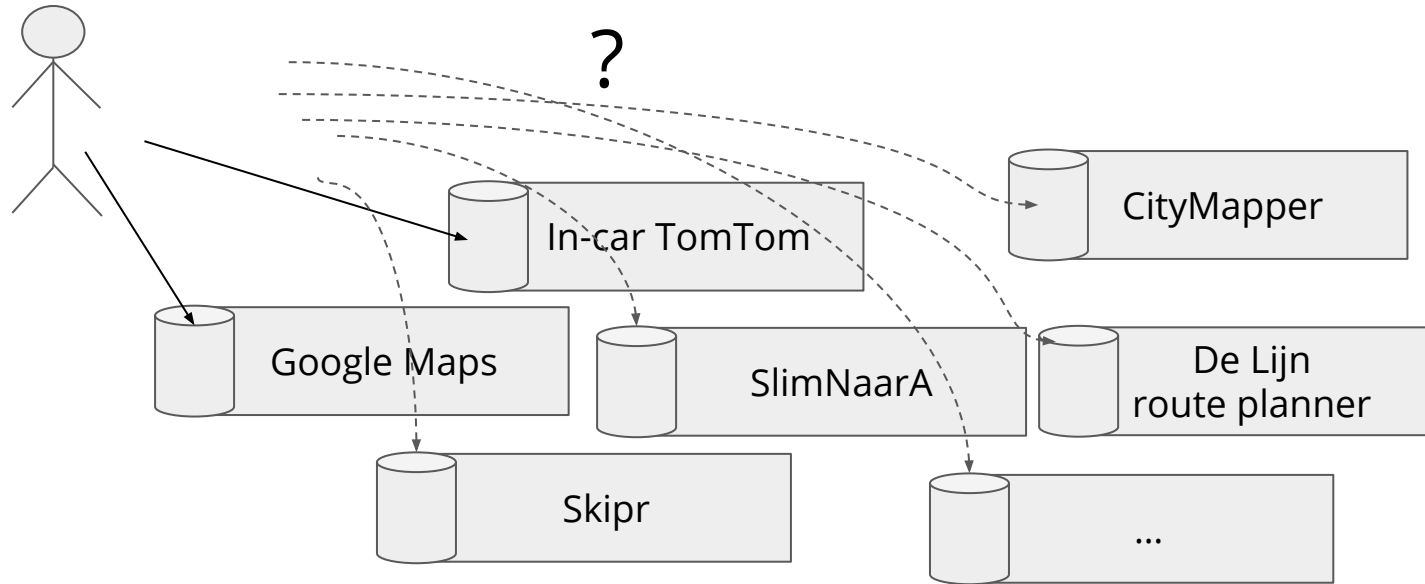 ?
CityMapper
In-car TomTom
Google Maps
SlimNaarA
De Lijn
route planner
Skipr
...